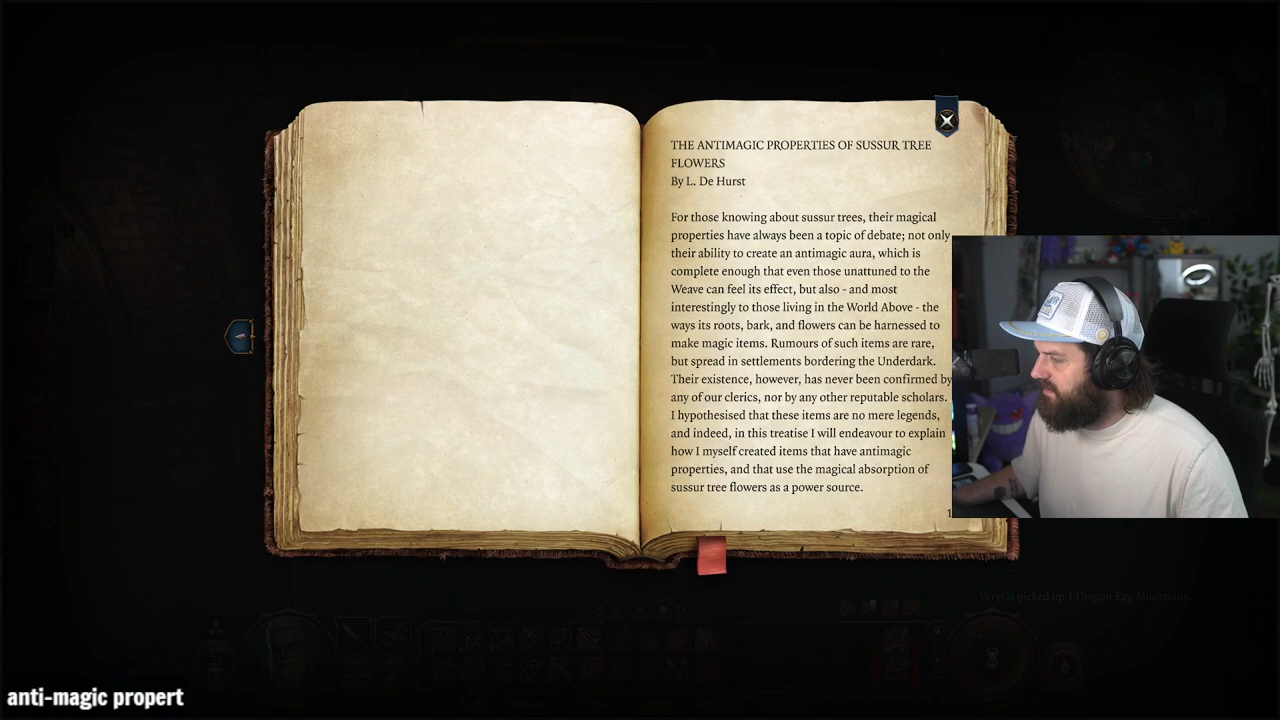 THE ANTIMAGIC PROPERTIES OF SUSSUR TREE
FLOWERS
By L. De Hurst
For those knowing about sussur trees, their magical
properties have always been a topic of debate; not only
their ability to create an antimagic aura, which is
complete enough that even those unattuned to the
Weave can feel its effect, but also - and most
interestingly to those living in the World Above - the
ways its roots, bark, and flowers can be harnessed to
make magic items. Rumours of such items are rare,
but spread in settlements bordering the Underdark.
Their existence, however, has never been confirmed by
any of our clerics, nor by any other reputable scholars.
I hypothesised that these items are no mere legends,
and indeed, in this treatise I will endeavour to explain
how I myself created items that have antimagic
properties, and that use the magical absorption of
sussur tree flowers as a power source.
1
picked up 1 Dragon Egg Mushroom.
anti-magic propert